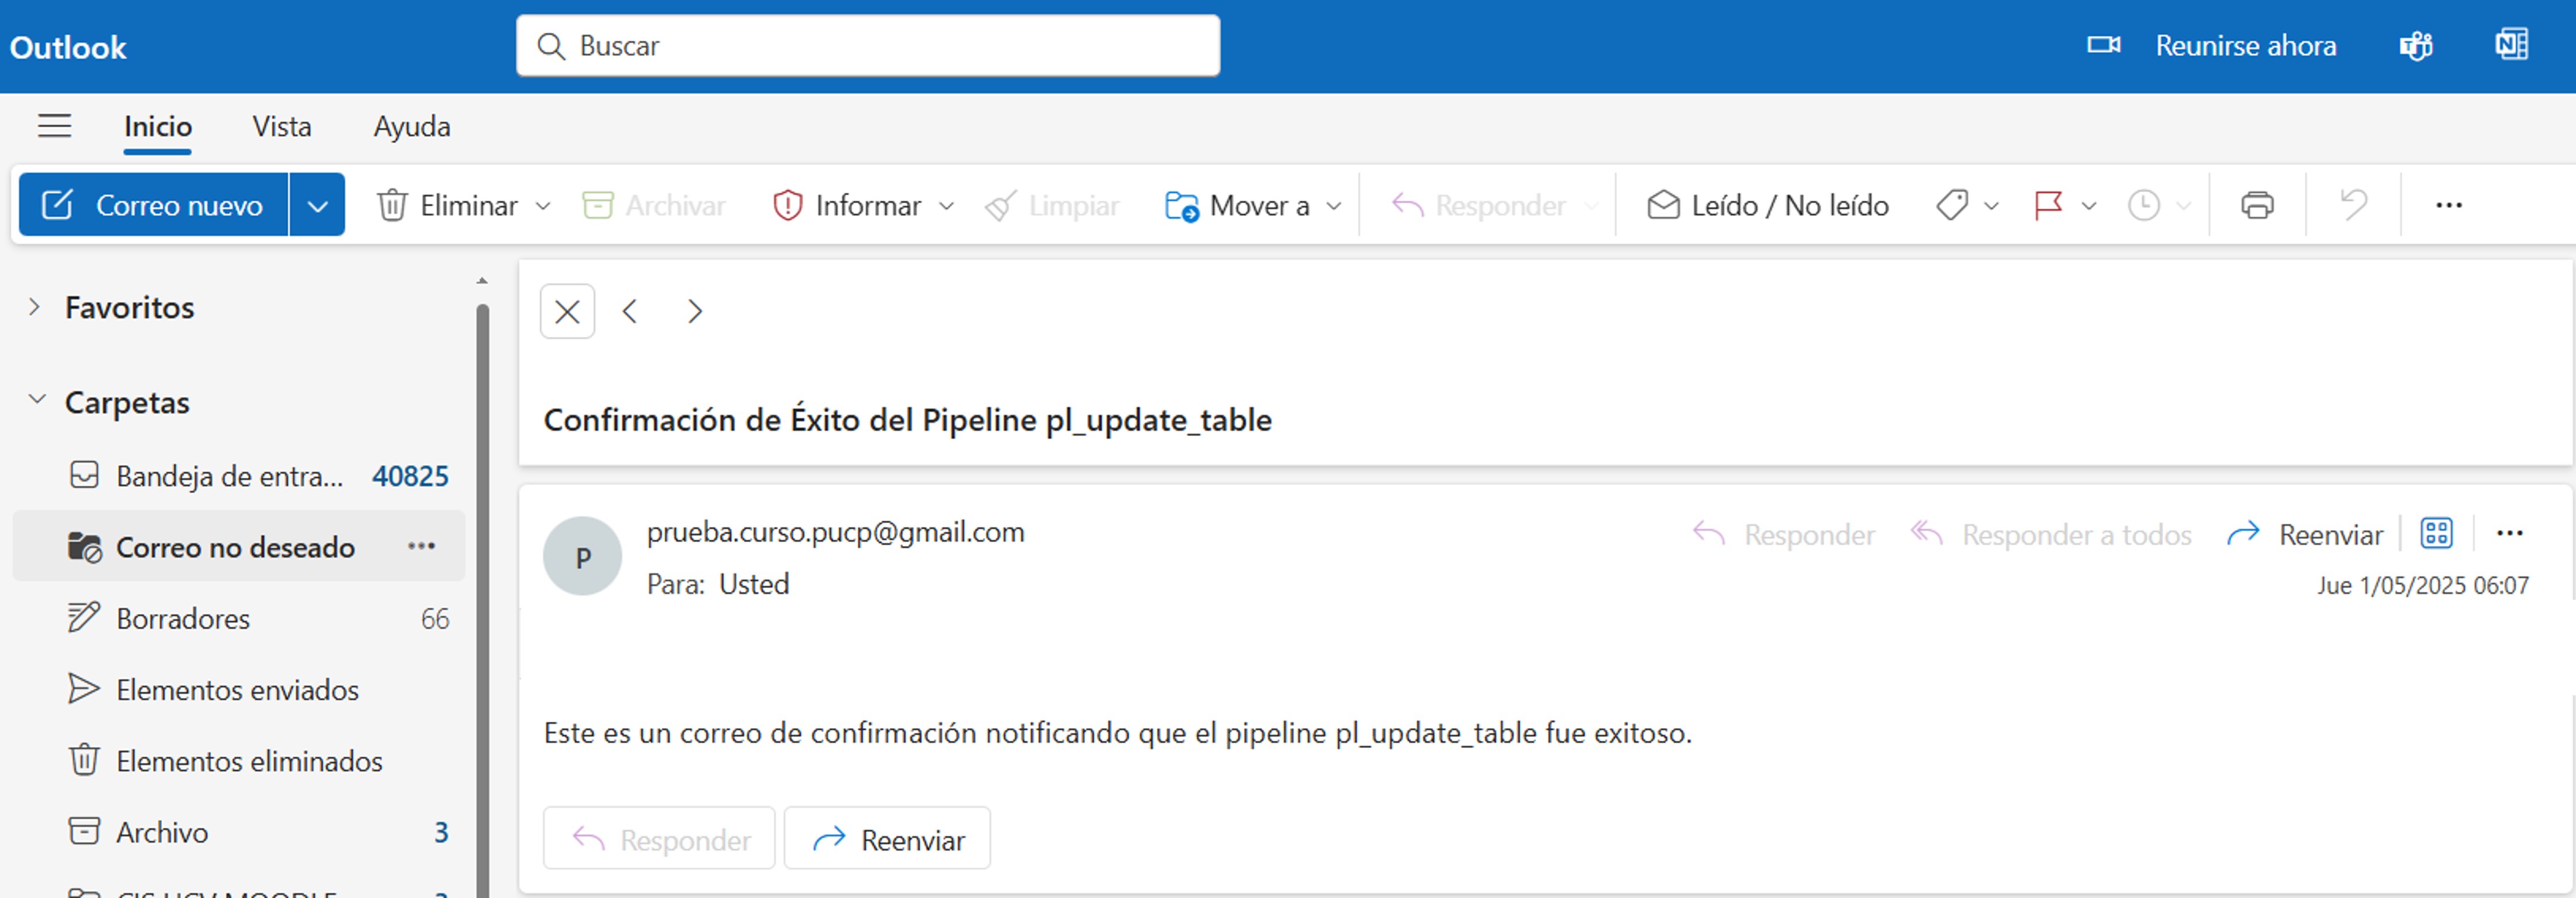 Outlook
Buscar
Reunirse ahora
Inicio Vista Ayuda
Correo nuevo Eliminar Archivar Informar Limpiar Mover a Responder Leído / No leído
Favoritos
Carpetas
Bandeja de entra... 40825
Correo no deseado
Borradores 66
Elementos enviados
Elementos eliminados
Archivo 3
Confirmación de Éxito del Pipeline pl_update_table
P
prueba.curso.pucp@gmail.com
Para: Usted
Responder Responder a todos Reenviar
Jue 1/05/2025 06:07
Este es un correo de confirmación notificando que el pipeline pl_update_table fue exitoso.
Responder Reenviar